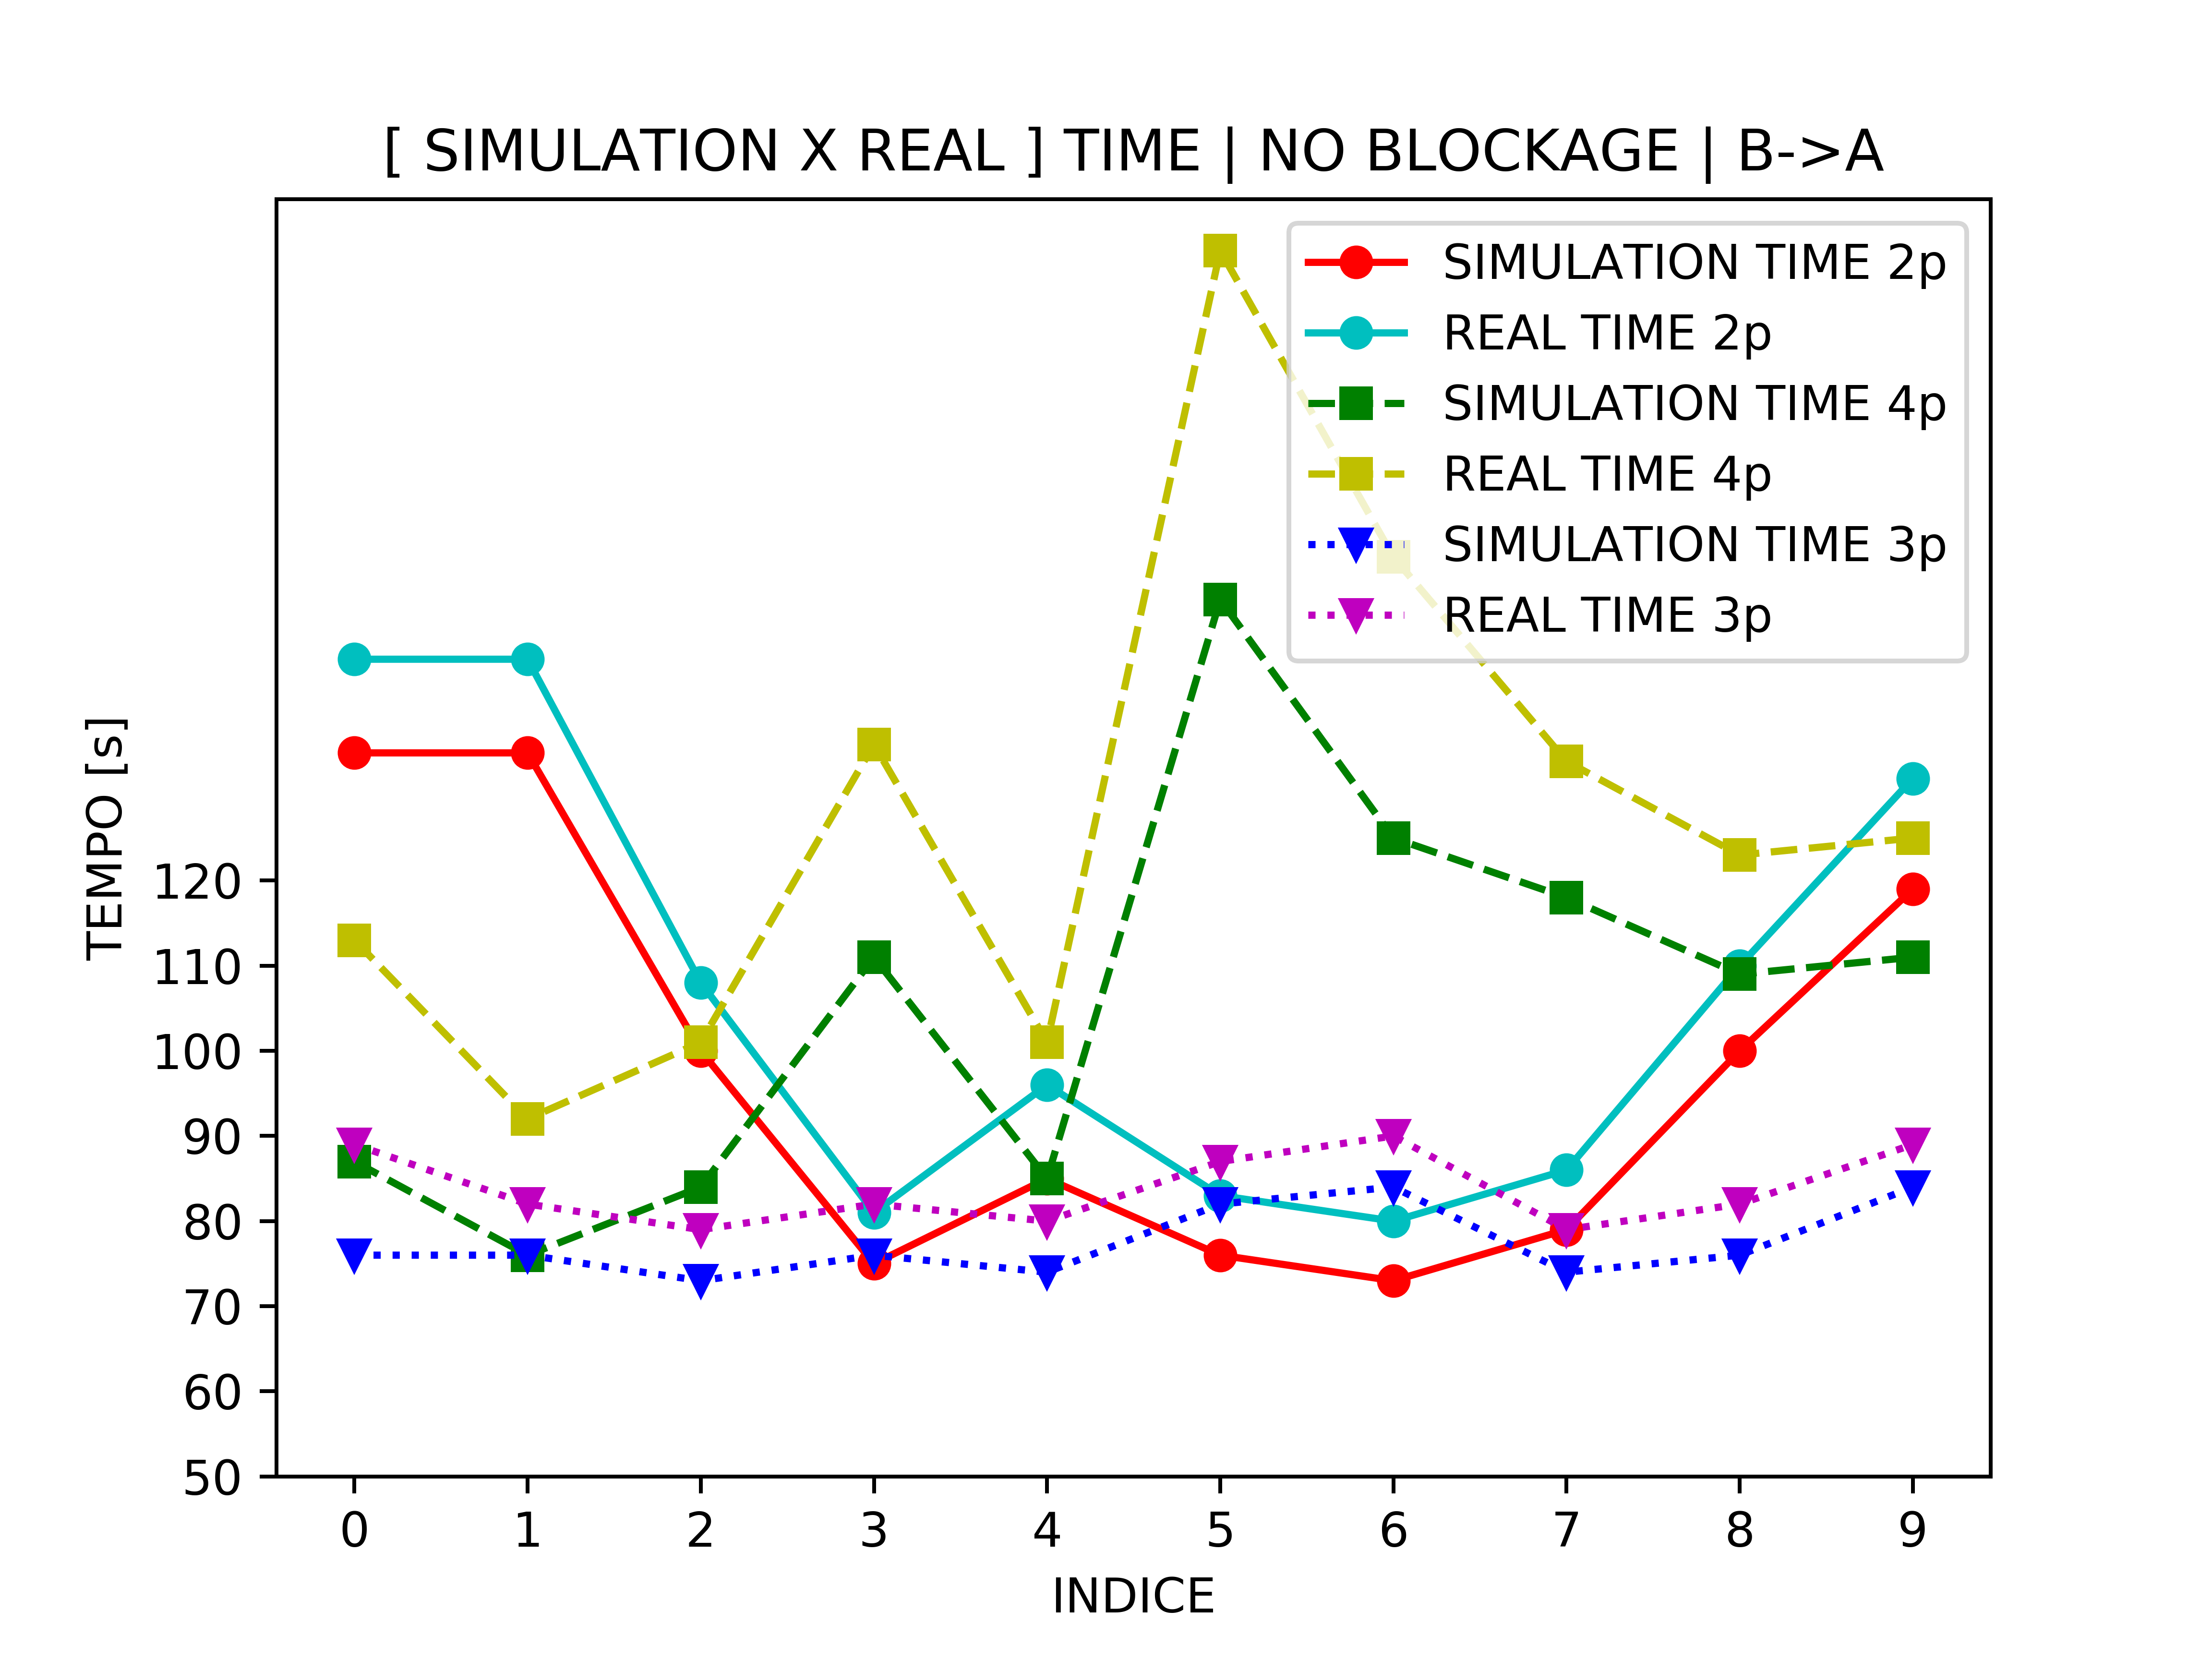 [ SIMULATION X REAL ] TIME | NO BLOCKAGE | B->A
SIMULATION TIME 2p
REAL TIME 2p
SIMULATION TIME 4p
REAL TIME 4p
SIMULATION TIME 3p
REAL TIME 3p
TEMPO [s]
120
110
100
90
80
70
60
50
0 1 2 3 4 5 6 7 8 9
INDICE